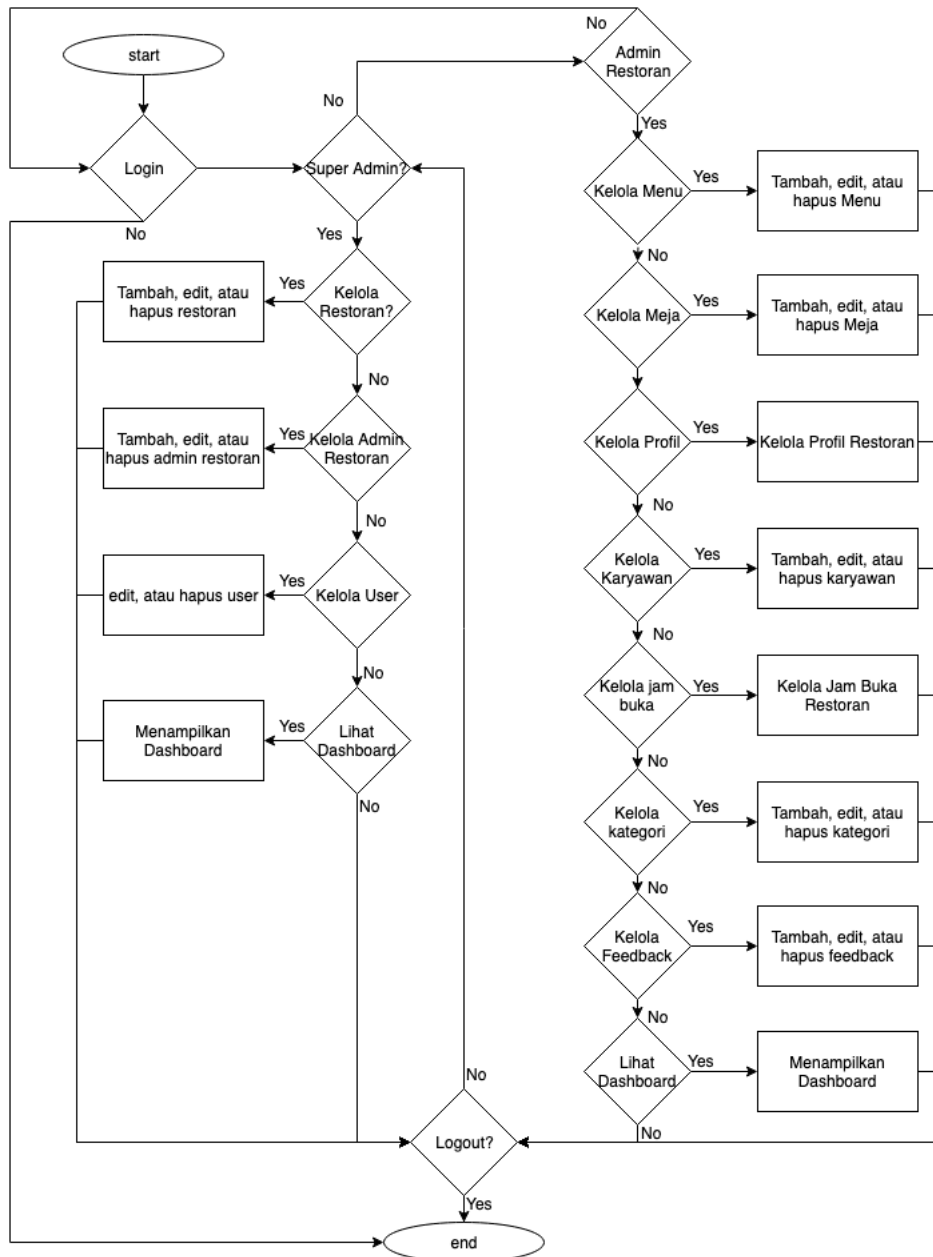 start
Login
No
Super Admin?
No
Yes
Kelola
Restoran?
Yes
Tambah, edit, atau
hapus restoran
No
Kelola Admin
Restoran
Yes
Tambah, edit, atau
hapus admin restoran
No
Kelola User
Yes
edit, atau hapus user
No
Lihat
Dashboard
Yes
Menampilkan
Dashboard
No
No
Admin
Restoran
Yes
Kelola Menu
Yes
Tambah, edit, atau
hapus Menu
No
Kelola Meja
Yes
Tambah, edit, atau
hapus Meja
Kelola Profil
Yes
Kelola Profil Restoran
No
Kelola
Karyawan
Yes
Tambah, edit, atau
hapus karyawan
No
Kelola jam
buka
Yes
Kelola Jam Buka
Restoran
No
Kelola
kategori
Yes
Tambah, edit, atau
hapus kategori
No
Kelola
Feedback
Yes
Tambah, edit, atau
hapus feedback
No
Lihat
Dashboard
Yes
Menampilkan
Dashboard
No
No
Logout?
Yes
end